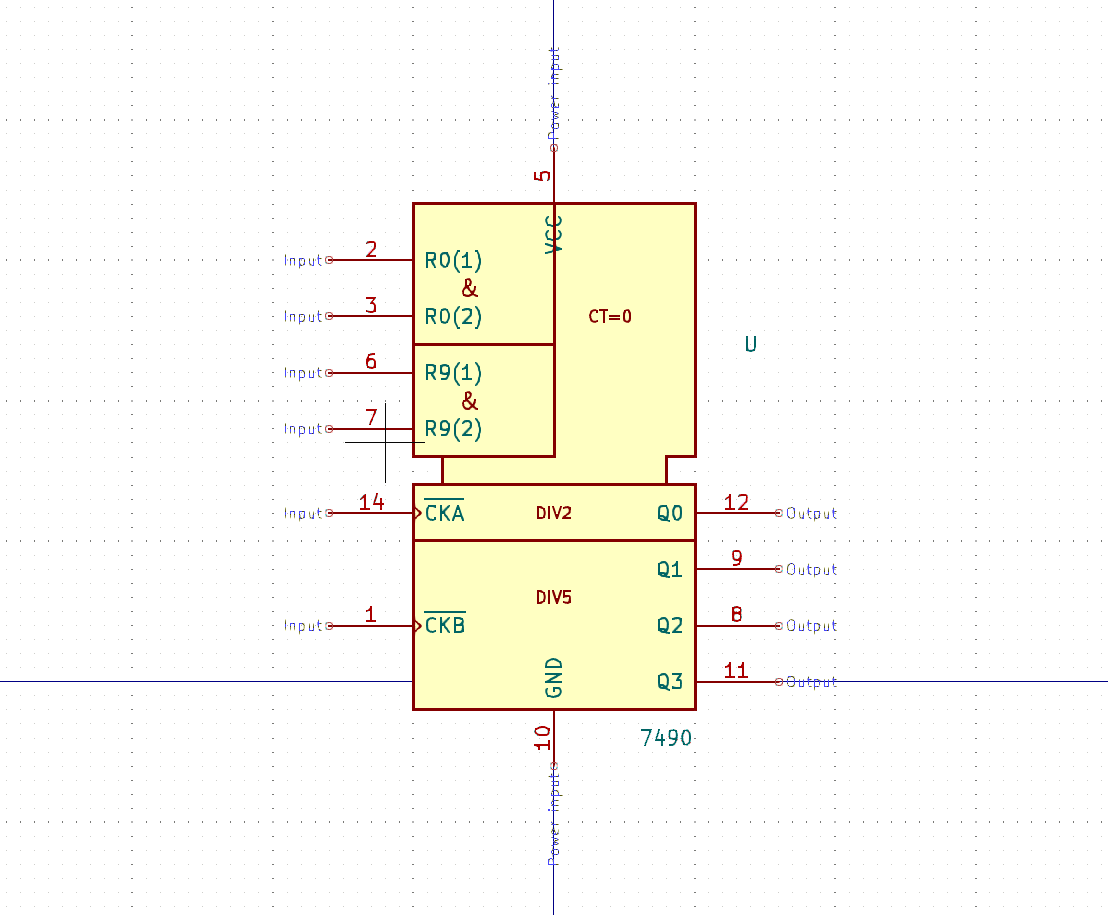 Power input
5
VCC
Input 2 R0(1)
&
Input 3 R0(2)
CT=0
U
Input 6 R9(1)
&
Input 7 R9(2)
Input 14 CKA DIV2 Q0 12 Output
Q1 9 Output
DIV5
Input 1 CKB Q2 8 Output
GND
Q3 11 Output
10
7490
Power input